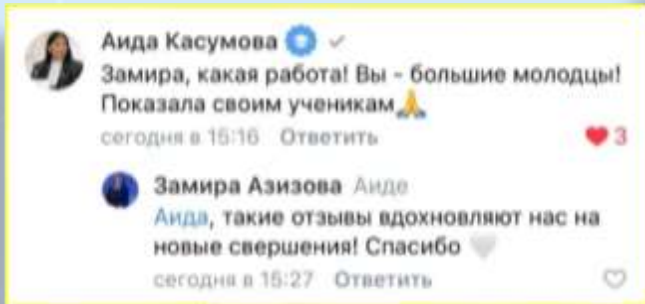 Аида Касумова
Замира, какая работа! Вы - большие молодцы!
Показала своим ученикам🙏
сегодня в 15:16 Ответить 3
Замира Азизова Аиде
Аида, такие отзывы вдохновляют нас на
новые свершения! Спасибо 🤍
сегодня в 15:27 Ответить